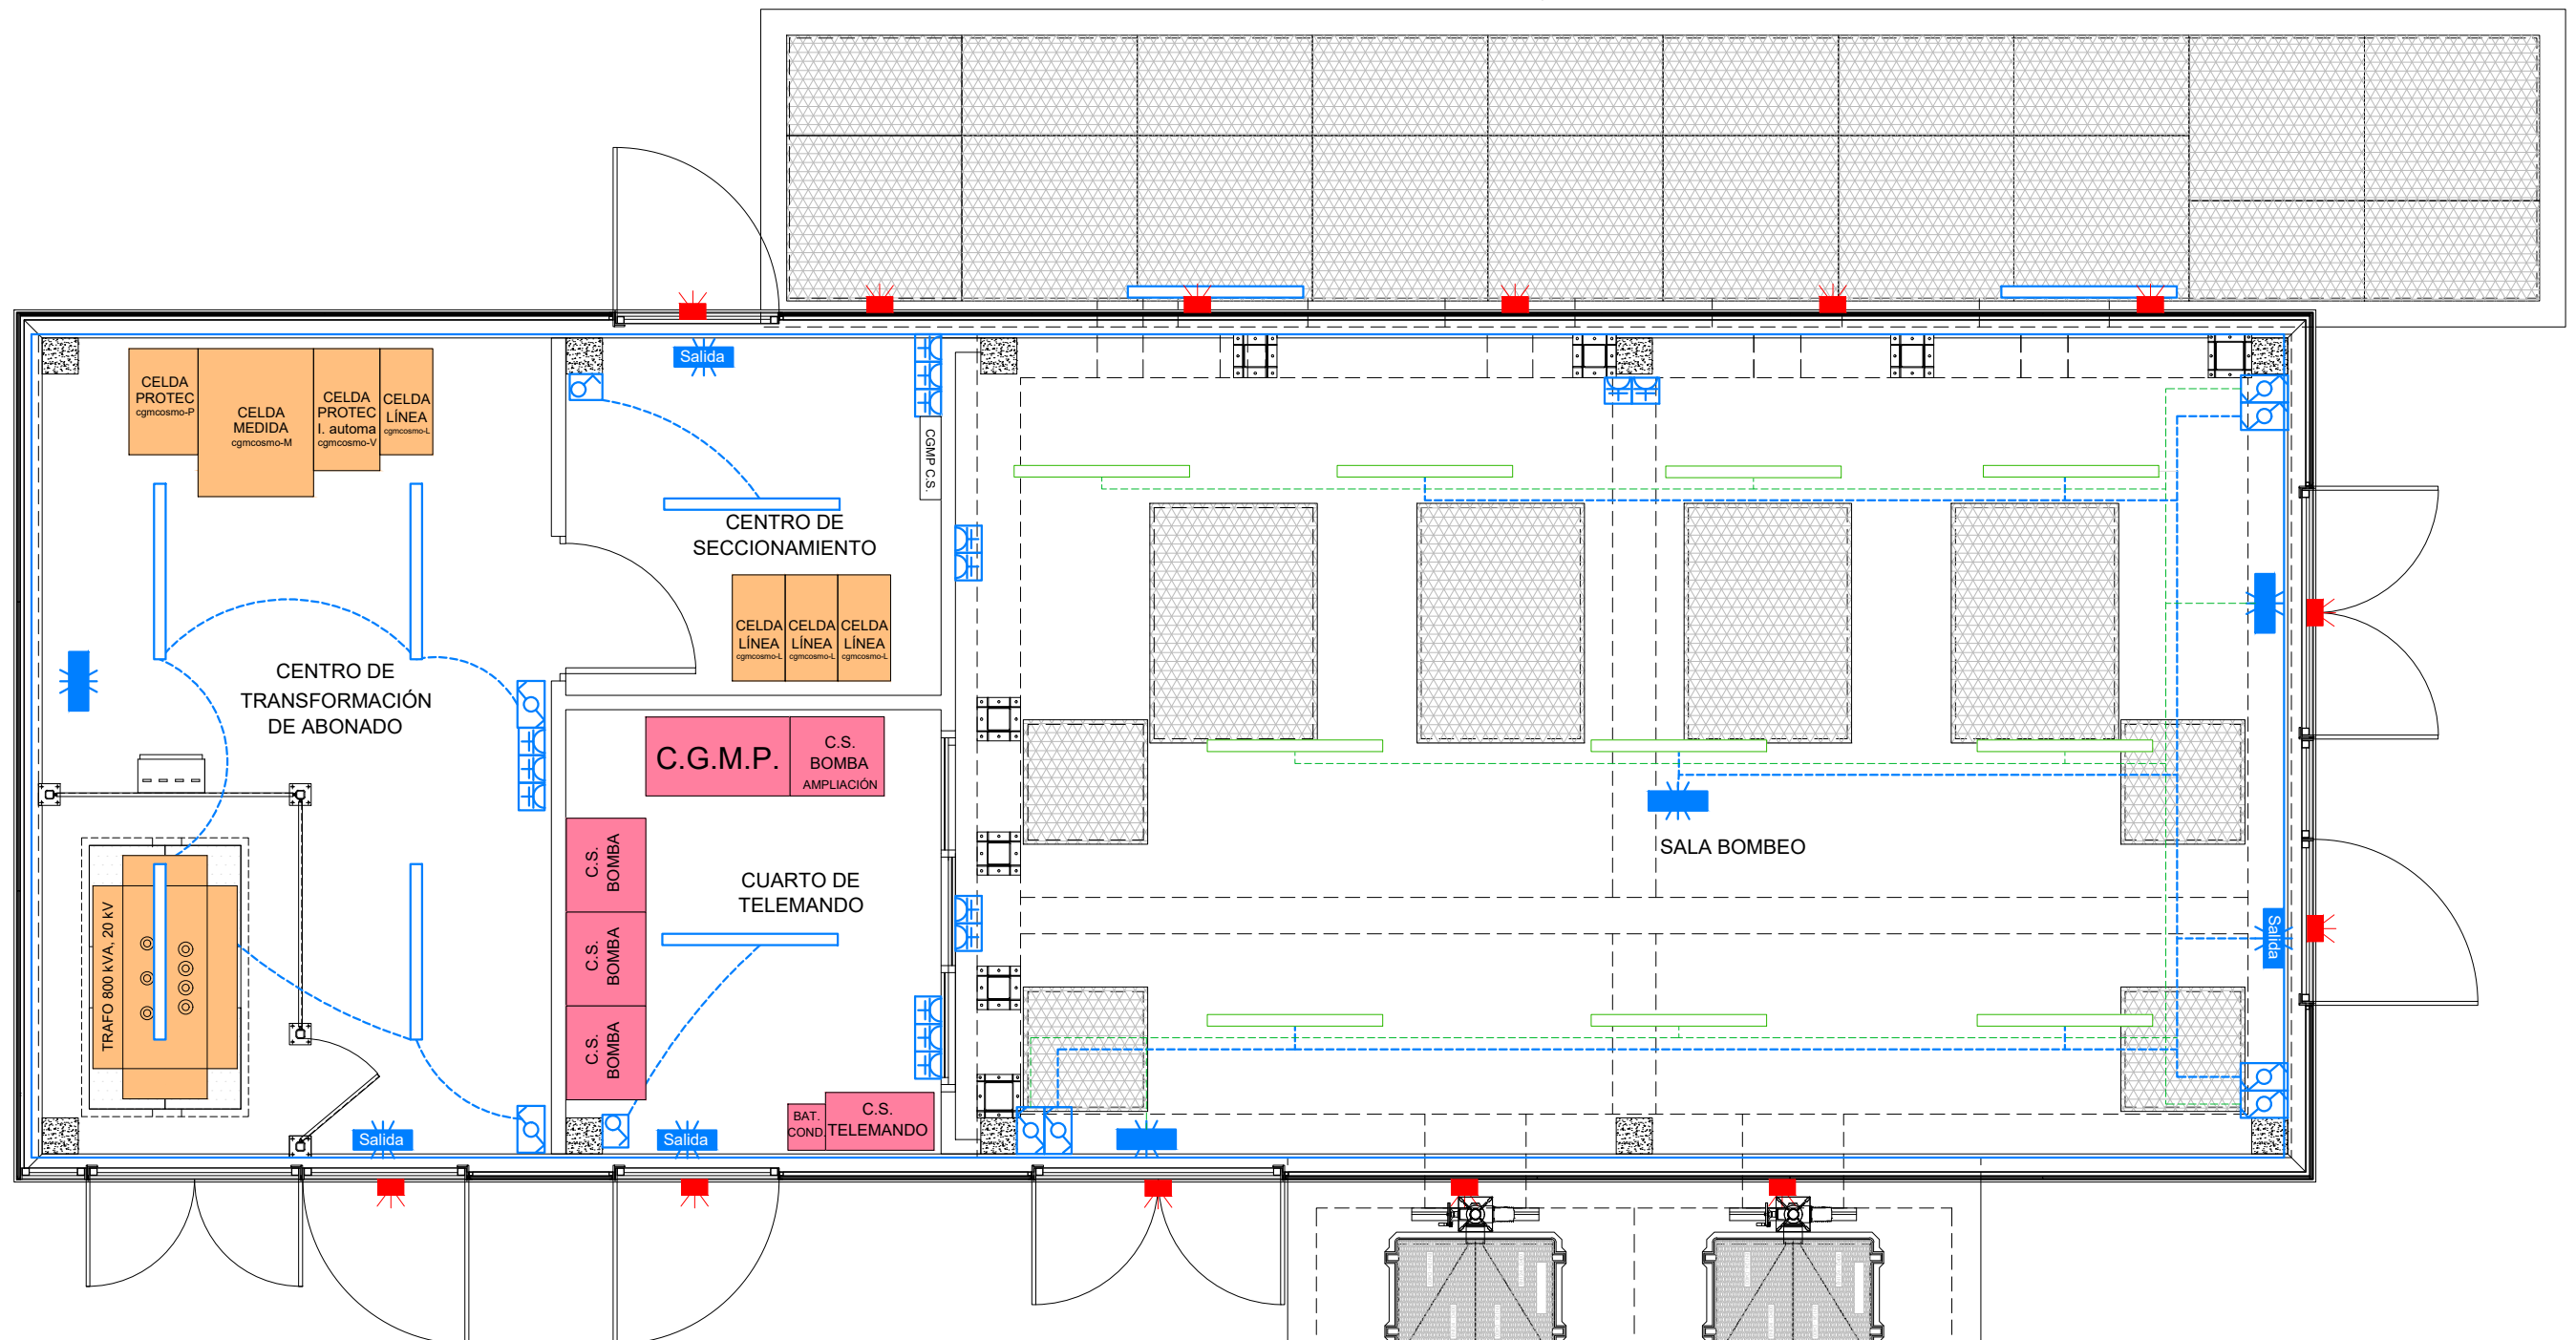 Salida
CELDA
PROTEC
cgmcosmo-P
CELDA
MEDIDA
cgmcosmo-M
CELDA
PROTEC
I. automa
cgmcosmo-V
CELDA
LÍNEA
cgmcosmo-L
CGMP C.S.
CENTRO DE
SECCIONAMIENTO
CELDA
LÍNEA
cgmcosmo-L
CELDA
LÍNEA
cgmcosmo-L
CELDA
LÍNEA
cgmcosmo-L
CENTRO DE
TRANSFORMACIÓN
DE ABONADO
C.G.M.P.
C.S.
BOMBA
AMPLIACIÓN
C.S.
BOMBA
C.S.
BOMBA
C.S.
BOMBA
CUARTO DE
TELEMANDO
SALA BOMBEO
TRAFO 800 kVA, 20 kV
Salida
BAT.
COND.
C.S.
TELEMANDO
Salida
Salida